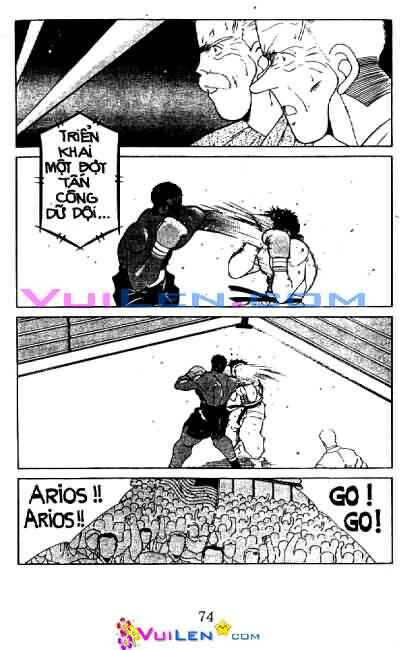 TRIỂN
KHAI
MỘT ĐỢT
TẤN
CÔNG
DỮ DỘI...
VUILEN.COM
ARIOS!!
ARIOS!!
GO!
GO!
74
VUILEN.COM